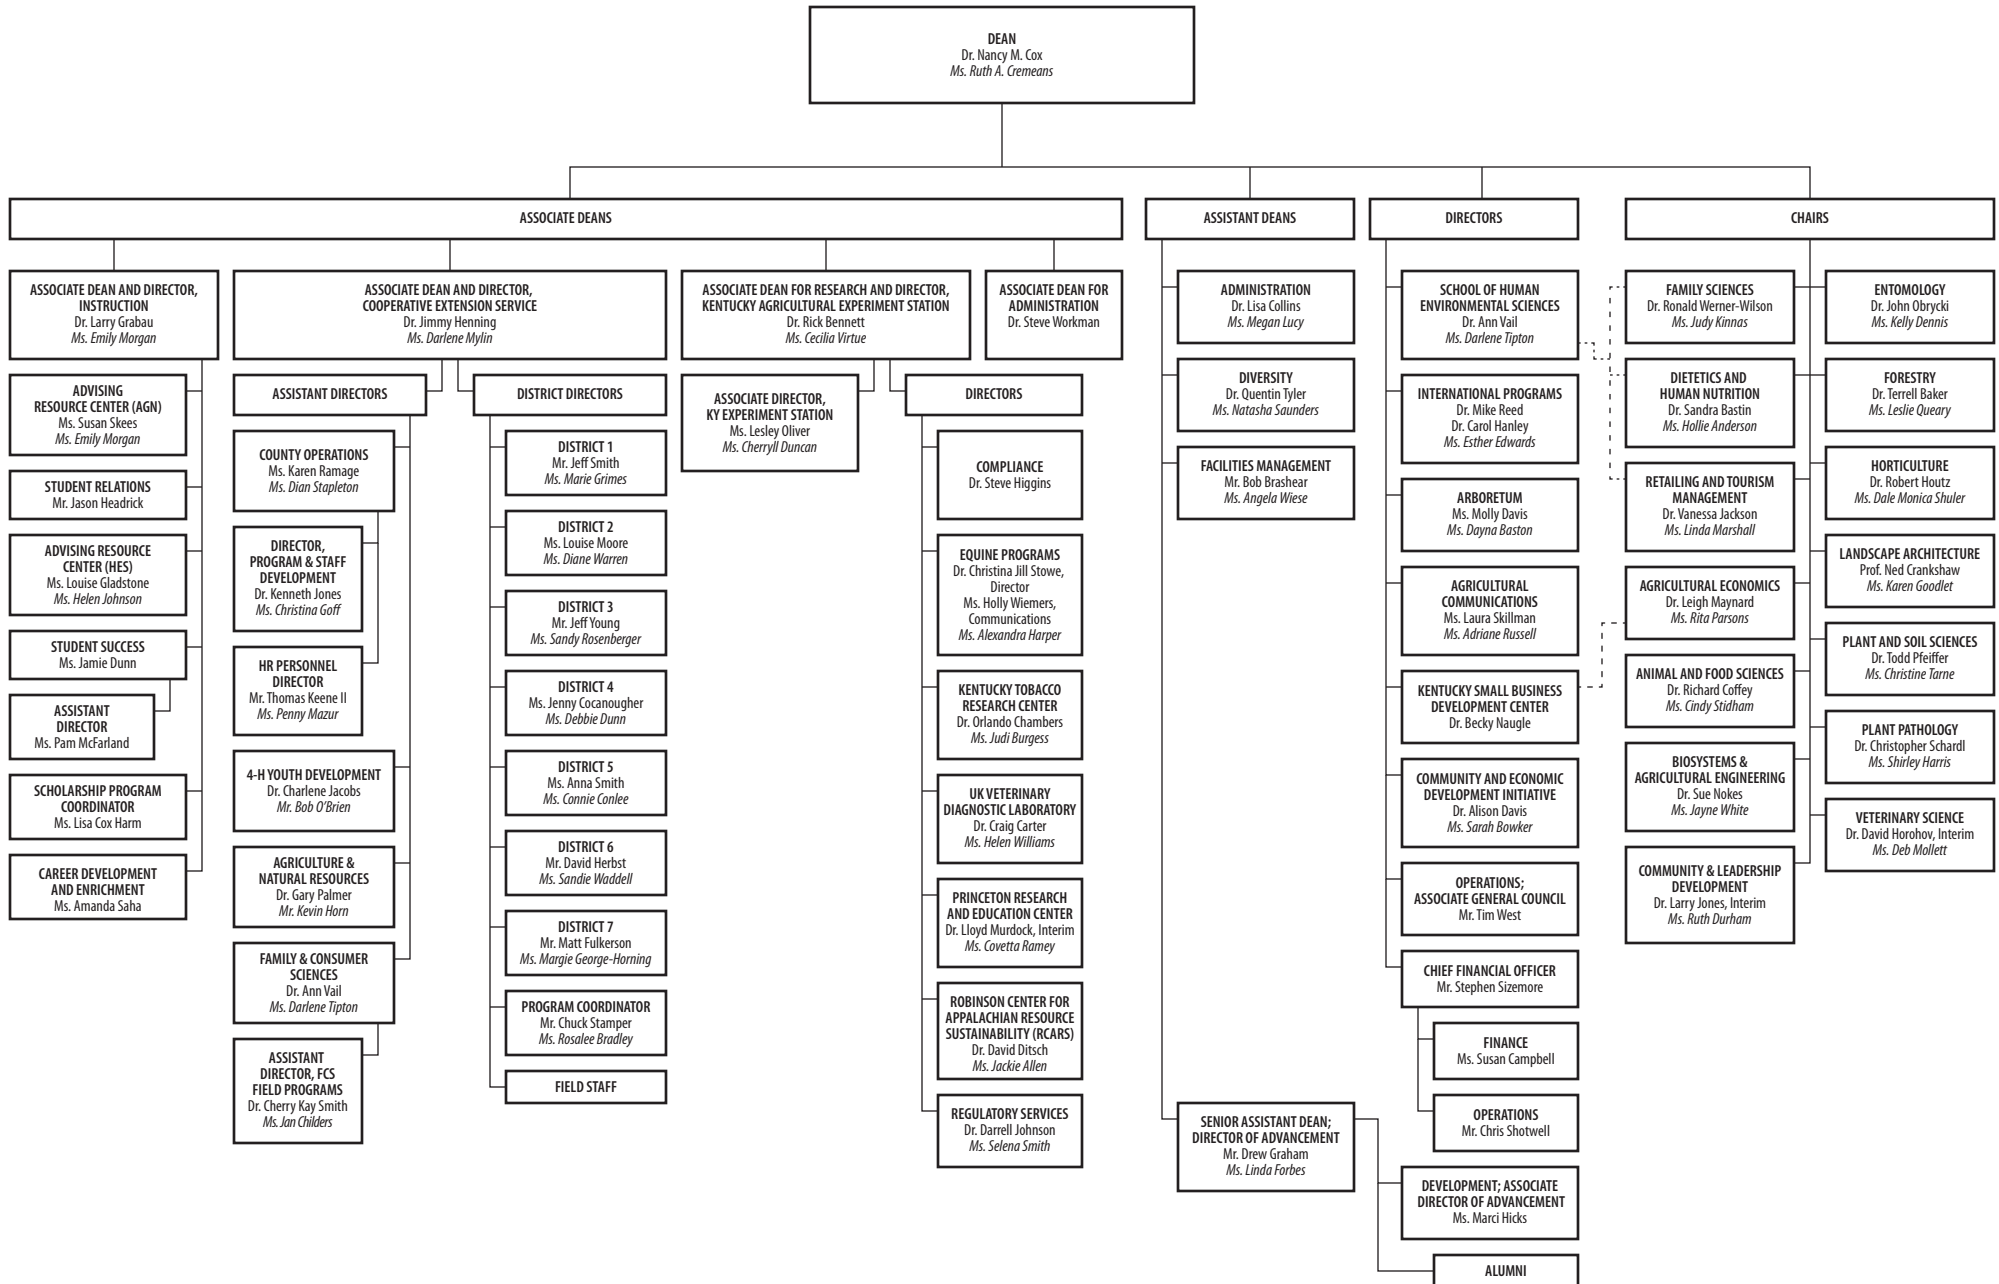 DEAN
Dr. Nancy M. Cox
Ms. Ruth A. Cremeans
ASSOCIATE DEANS
ASSISTANT DEANS
DIRECTORS
CHAIRS
ASSOCIATE DEAN AND DIRECTOR,
INSTRUCTION
Dr. Larry Grabau
Ms. Emily Morgan
ADVISING
RESOURCE CENTER (AGN)
Ms. Susan Skees
Ms. Emily Morgan
STUDENT RELATIONS
Mr. Jason Headrick
ADVISING RESOURCE
CENTER (HES)
Ms. Louise Gladstone
Ms. Helen Johnson
STUDENT SUCCESS
Ms. Jamie Dunn
ASSISTANT
DIRECTOR
Ms. Pam McFarland
SCHOLARSHIP PROGRAM
COORDINATOR
Ms. Lisa Cox Harm
CAREER DEVELOPMENT
AND ENRICHMENT
Ms. Amanda Saha
ASSOCIATE DEAN AND DIRECTOR,
COOPERATIVE EXTENSION SERVICE
Dr. Jimmy Henning
Ms. Darlene Mylin
ASSISTANT DIRECTORS
COUNTY OPERATIONS
Ms. Karen Ramage
Ms. Dian Stapleton
DIRECTOR,
PROGRAM & STAFF
DEVELOPMENT
Dr. Kenneth Jones
Ms. Christina Goff
HR PERSONNEL
DIRECTOR
Mr. Thomas Keene II
Ms. Penny Mazur
4-H YOUTH DEVELOPMENT
Dr. Charlene Jacobs
Mr. Bob O'Brien
AGRICULTURE &
NATURAL RESOURCES
Dr. Gary Palmer
Mr. Kevin Horn
FAMILY & CONSUMER
SCIENCES
Dr. Ann Vail
Ms. Darlene Tipton
ASSISTANT
DIRECTOR, FCS
FIELD PROGRAMS
Dr. Cherry Kay Smith
Ms. Jan Childers
DISTRICT DIRECTORS
DISTRICT 1
Mr. Jeff Smith
Ms. Marie Grimes
DISTRICT 2
Ms. Louise Moore
Ms. Diane Warren
DISTRICT 3
Mr. Jeff Young
Ms. Sandy Rosenberger
DISTRICT 4
Ms. Jenny Cocanougher
Ms. Debbie Dunn
DISTRICT 5
Ms. Anna Smith
Ms. Connie Conlee
DISTRICT 6
Mr. David Herbst
Ms. Sandie Waddell
DISTRICT 7
Mr. Matt Fulkerson
Ms. Margie George-Horning
PROGRAM COORDINATOR
Mr. Chuck Stamper
Ms. Rosalee Bradley
FIELD STAFF
ASSOCIATE DEAN FOR RESEARCH AND DIRECTOR,
KENTUCKY AGRICULTURAL EXPERIMENT STATION
Dr. Rick Bennett
Ms. Cecilia Virtue
ASSOCIATE DIRECTOR,
KY EXPERIMENT STATION
Ms. Lesley Oliver
Ms. Cherryll Duncan
DIRECTORS
COMPLIANCE
Dr. Steve Higgins
EQUINE PROGRAMS
Dr. Christina Jill Stowe,
Director
Ms. Holly Wiemers,
Communications
Ms. Alexandra Harper
KENTUCKY TOBACCO
RESEARCH CENTER
Dr. Orlando Chambers
Ms. Judi Burgess
UK VETERINARY
DIAGNOSTIC LABORATORY
Dr. Craig Carter
Ms. Helen Williams
PRINCETON RESEARCH
AND EDUCATION CENTER
Dr. Lloyd Murdock, Interim
Ms. Covetta Ramey
ROBINSON CENTER FOR
APPALACHIAN RESOURCE
SUSTAINABILITY (RCARS)
Dr. David Ditsch
Ms. Jackie Allen
REGULATORY SERVICES
Dr. Darrell Johnson
Ms. Selena Smith
ASSOCIATE DEAN FOR
ADMINISTRATION
Dr. Steve Workman
ADMINISTRATION
Dr. Lisa Collins
Ms. Megan Lucy
DIVERSITY
Dr. Quentin Tyler
Ms. Natasha Saunders
FACILITIES MANAGEMENT
Mr. Bob Brashear
Ms. Angela Wiese
SENIOR ASSISTANT DEAN;
DIRECTOR OF ADVANCEMENT
Mr. Drew Graham
Ms. Linda Forbes
SCHOOL OF HUMAN
ENVIRONMENTAL SCIENCES
Dr. Ann Vail
Ms. Darlene Tipton
INTERNATIONAL PROGRAMS
Dr. Mike Reed
Dr. Carol Hanley
Ms. Esther Edwards
ARBORETUM
Ms. Molly Davis
Ms. Dayna Baston
AGRICULTURAL
COMMUNICATIONS
Ms. Laura Skillman
Ms. Adriane Russell
KENTUCKY SMALL BUSINESS
DEVELOPMENT CENTER
Dr. Becky Naugle
COMMUNITY AND ECONOMIC
DEVELOPMENT INITIATIVE
Dr. Alison Davis
Ms. Sarah Bowker
OPERATIONS;
ASSOCIATE GENERAL COUNCIL
Mr. Tim West
CHIEF FINANCIAL OFFICER
Mr. Stephen Sizemore
FINANCE
Ms. Susan Campbell
OPERATIONS
Mr. Chris Shotwell
DEVELOPMENT; ASSOCIATE
DIRECTOR OF ADVANCEMENT
Ms. Marci Hicks
ALUMNI
FAMILY SCIENCES
Dr. Ronald Werner-Wilson
Ms. Judy Kinnas
DIETETICS AND
HUMAN NUTRITION
Dr. Sandra Bastin
Ms. Hollie Anderson
RETAILING AND TOURISM
MANAGEMENT
Dr. Vanessa Jackson
Ms. Linda Marshall
AGRICULTURAL ECONOMICS
Dr. Leigh Maynard
Ms. Rita Parsons
ANIMAL AND FOOD SCIENCES
Dr. Richard Coffey
Ms. Cindy Stidham
BIOSYSTEMS &
AGRICULTURAL ENGINEERING
Dr. Sue Nokes
Ms. Jayne White
COMMUNITY & LEADERSHIP
DEVELOPMENT
Dr. Larry Jones, Interim
Ms. Ruth Durham
ENTOMOLOGY
Dr. John Obrycki
Ms. Kelly Dennis
FORESTRY
Dr. Terrell Baker
Ms. Leslie Queary
HORTICULTURE
Dr. Robert Houtz
Ms. Dale Monica Shuler
LANDSCAPE ARCHITECTURE
Prof. Ned Crankshaw
Ms. Karen Goodlet
PLANT AND SOIL SCIENCES
Dr. Todd Pfeiffer
Ms. Christine Tarne
PLANT PATHOLOGY
Dr. Christopher Schardl
Ms. Shirley Harris
VETERINARY SCIENCE
Dr. David Horohov, Interim
Ms. Deb Mollett